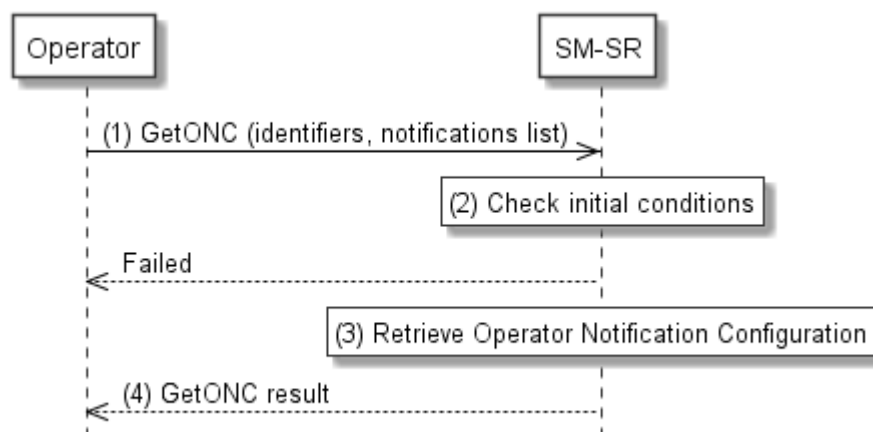 Operator
SM-SR
(1) GetONC (identifiers, notifications list)
(2) Check initial conditions
Failed
(3) Retrieve Operator Notification Configuration
(4) GetONC result